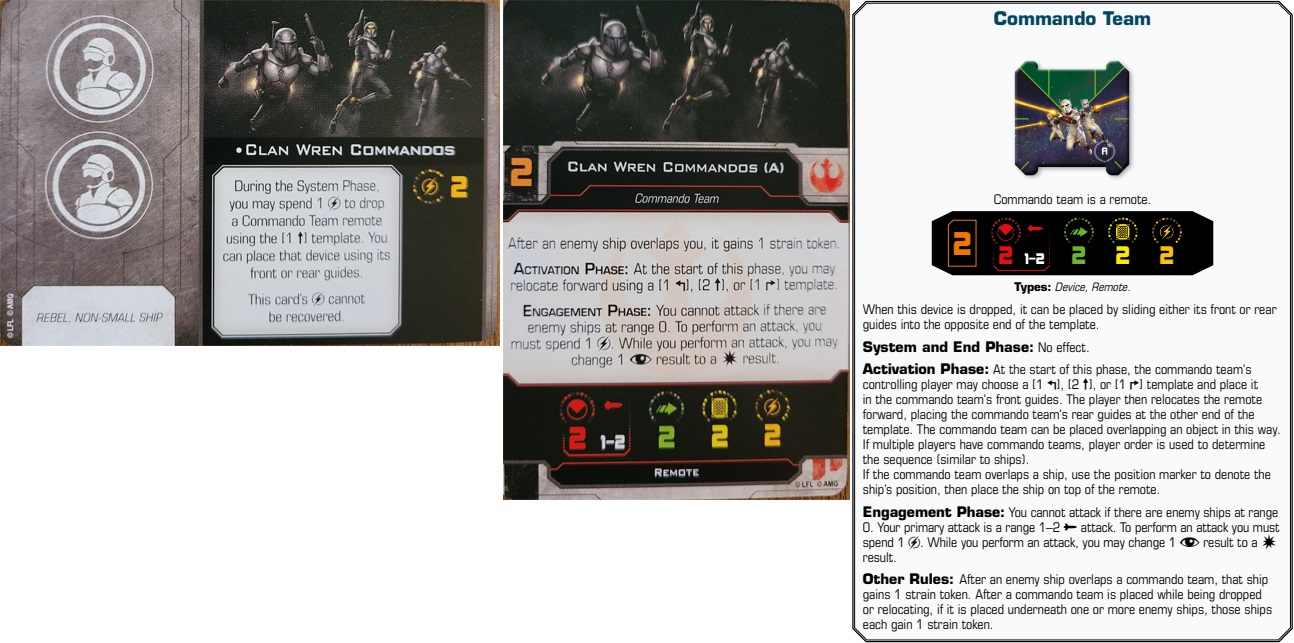 •Clan Wren Commandos
During the System Phase,
you may spend 1 to drop
a Commando Team remote
using the [1 ] template. You
can place that device using its
front or rear guides.
This card's cannot
be recovered.
2
REBEL, NON-SMALL SHIP
© LFL © AMG
2
Clan Wren Commandos (A)
Commando Team
After an enemy ship overlaps you, it gains 1 strain token.
Activation Phase: At the start of this phase, you may
relocate forward using a [1 ], [2 ], or [1 ] template.
Engagement Phase: You cannot attack if there are
enemy ships at range 0. To perform an attack, you
must spend 1 . While you perform an attack, you may
change 1 result to a result.
2 1-2 2 2 2
Remote
© LFL © AMG
Commando Team
A
Commando team is a remote.
2 2 1-2 2 2 2
Types: Device, Remote.
When this device is dropped, it can be placed by sliding either its front or rear
guides into the opposite end of the template.
System and End Phase: No effect.
Activation Phase: At the start of this phase, the commando team's
controlling player may choose a [1 ], [2 ], or [1 ] template and place it
in the commando team's front guides. The player then relocates the remote
forward, placing the commando team's rear guides at the other end of the
template. The commando team can be placed overlapping an object in this way.
If multiple players have commando teams, player order is used to determine
the sequence (similar to ships).
If the commando team overlaps a ship, use the position marker to denote the
ship's position, then place the ship on top of the remote.
Engagement Phase: You cannot attack if there are enemy ships at range
0. Your primary attack is a range 1–2 attack. To perform an attack you must
spend 1 . While you perform an attack, you may change 1 result to a
result.
Other Rules: After an enemy ship overlaps a commando team, that ship
gains 1 strain token. After a commando team is placed while being dropped
or relocating, if it is placed underneath one or more enemy ships, those ships
each gain 1 strain token.